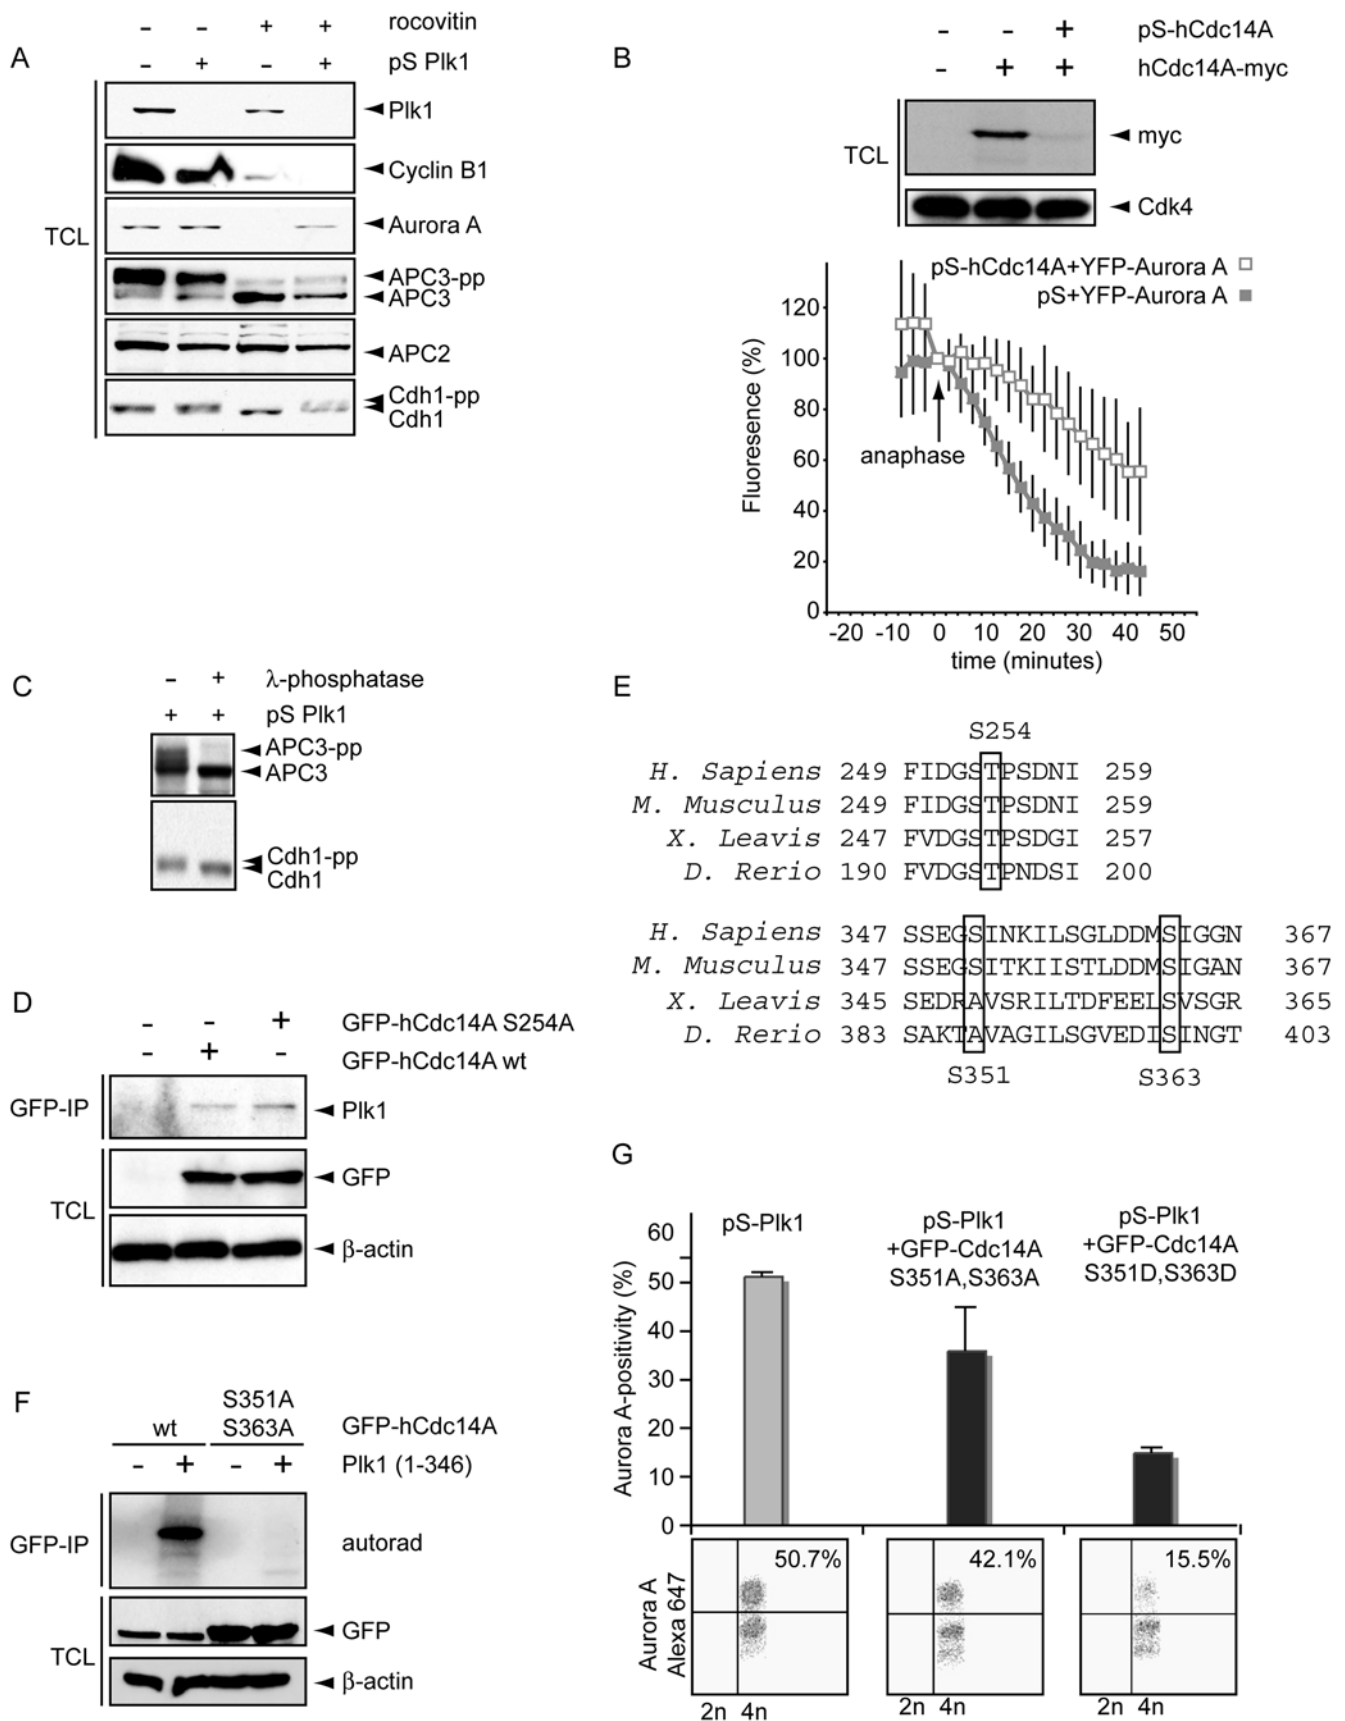 A
- - + + rocovitin
- + - + pS Plk1
TCL
Plk1
Cyclin B1
Aurora A
APC3-pp
APC3
APC2
Cdh1-pp
Cdh1
B
- - + pS-hCdc14A
- + + hCdc14A-myc
TCL
myc
Cdk4
pS-hCdc14A+YFP-Aurora A
pS+YFP-Aurora A
Fluoresence (%)
120
100
80
60
40
20
0
anaphase
-20 -10 0 10 20 30 40 50
time (minutes)
C
- + λ-phosphatase
+ + pS Plk1
APC3-pp
APC3
Cdh1-pp
Cdh1
D
- - + GFP-hCdc14A S254A
- + - GFP-hCdc14A wt
GFP-IP
Plk1
TCL
GFP
β-actin
E
S254
H. Sapiens 249 FIDGSTPSDNI 259
M. Musculus 249 FIDGSTPSDNI 259
X. Leavis 247 FVDGSTPSDGI 257
D. Rerio 190 FVDGSTPNDSI 200
H. Sapiens 347 SSEGSINKILSGLDDMSIGGN 367
M. Musculus 347 SSEGSITKIISTLDDMSIGAN 367
X. Leavis 345 SEDRAVSRILTDFEELSVSGR 365
D. Rerio 383 SAKTAVAGILSGVEDISINGT 403
S351 S363
F
S351A
wt S363A GFP-hCdc14A
- + - + Plk1 (1-346)
GFP-IP
autorad
TCL
GFP
β-actin
G
Aurora A-positivity (%)
60
50
40
30
20
10
0
pS-Plk1
pS-Plk1
+GFP-Cdc14A
S351A,S363A
pS-Plk1
+GFP-Cdc14A
S351D,S363D
Aurora A
Alexa 647
50.7%
42.1%
15.5%
2n 4n
2n 4n
2n 4n